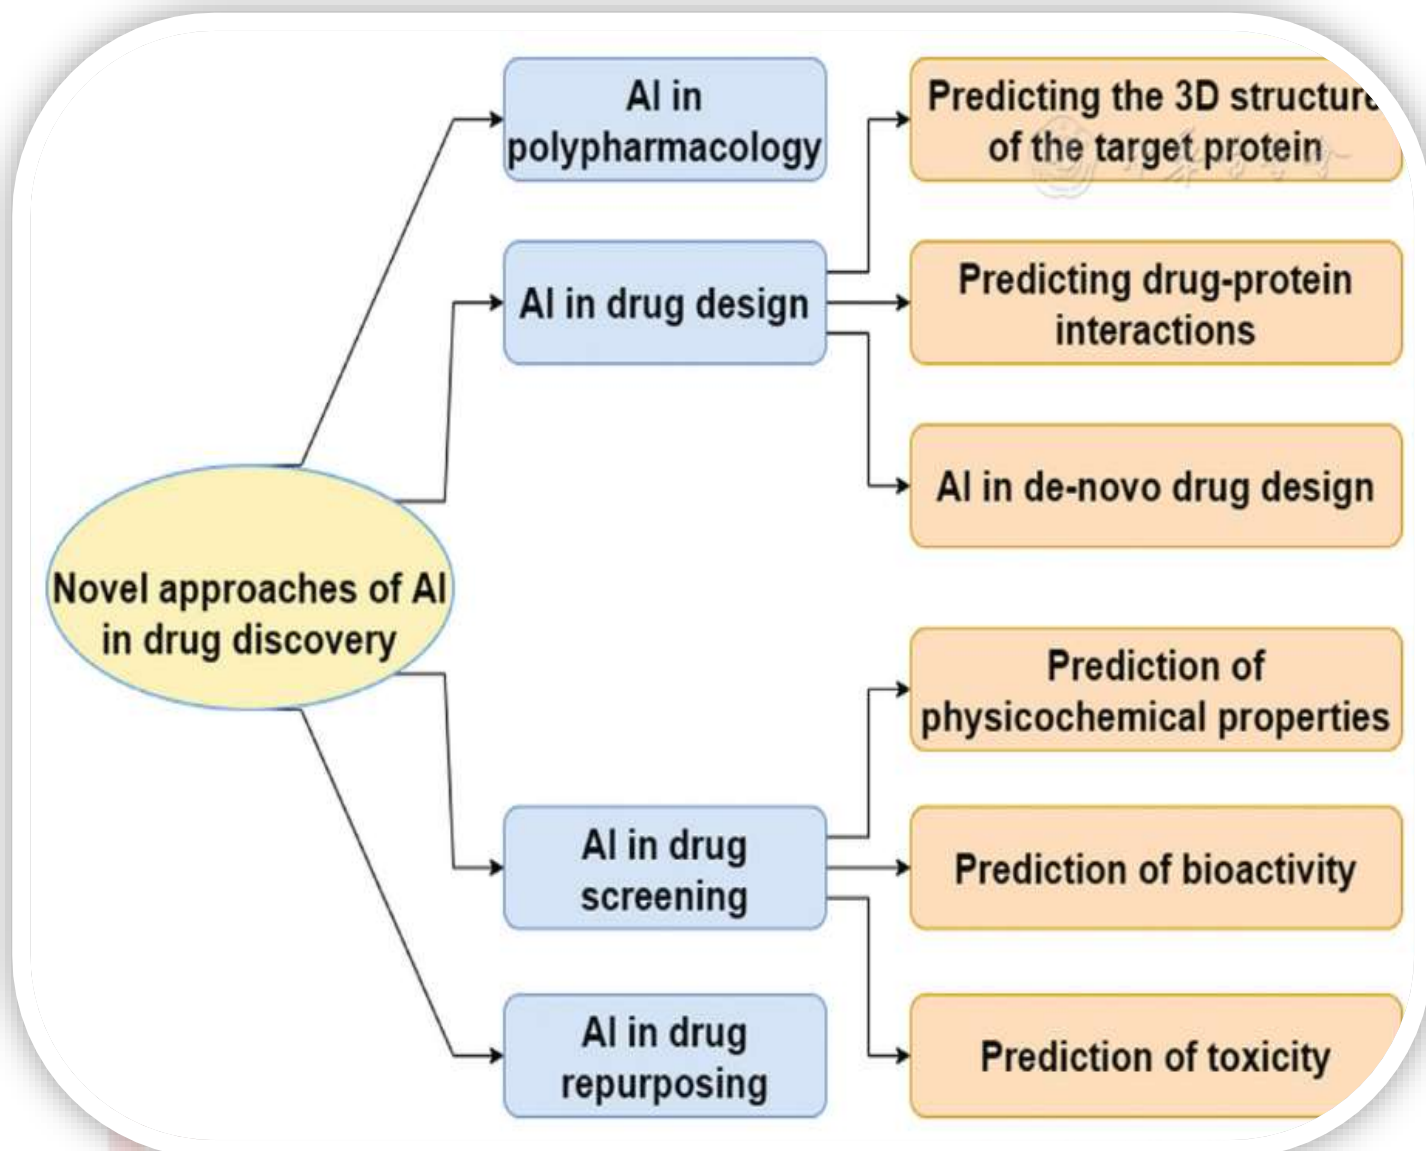 AI in
polypharmacology
Predicting the 3D structure
of the target protein
AI in drug design
Predicting drug-protein
interactions
AI in de-novo drug design
Novel approaches of AI
in drug discovery
Prediction of
physicochemical properties
AI in drug
screening
Prediction of bioactivity
AI in drug
repurposing
Prediction of toxicity